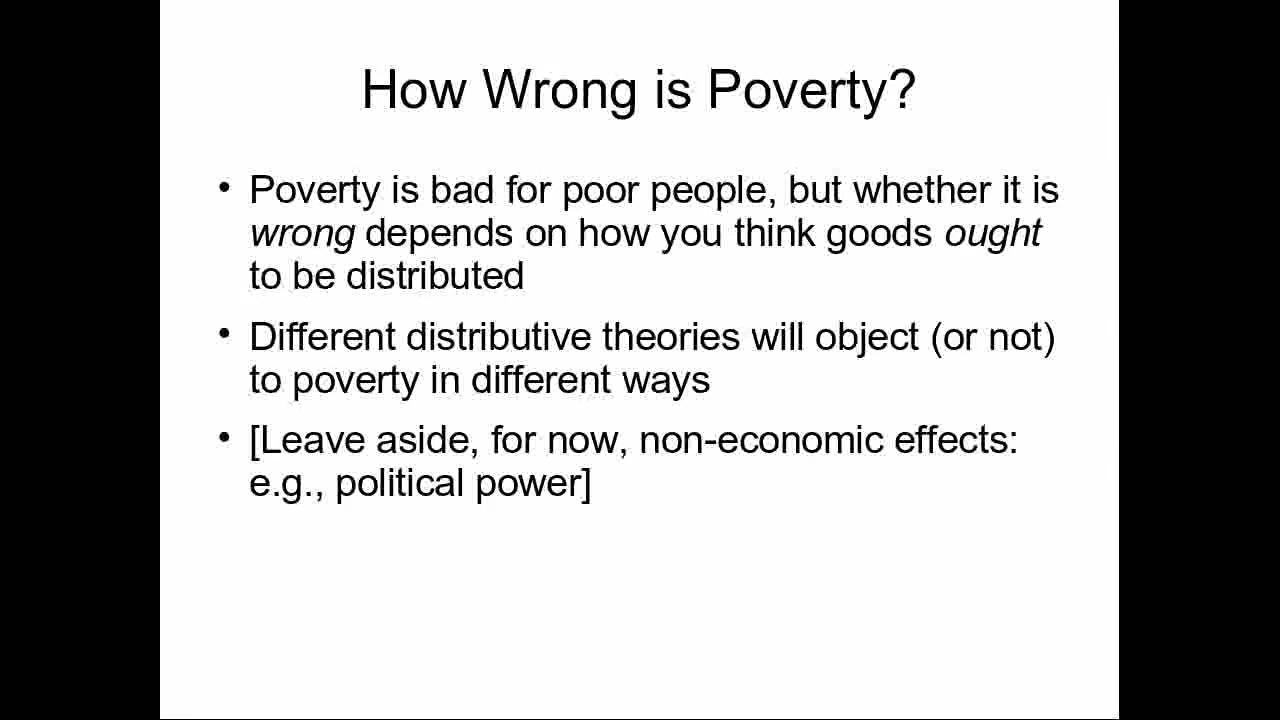 How Wrong is Poverty?
• Poverty is bad for poor people, but whether it is
wrong depends on how you think goods ought
to be distributed
• Different distributive theories will object (or not)
to poverty in different ways
• [Leave aside, for now, non-economic effects:
e.g., political power]